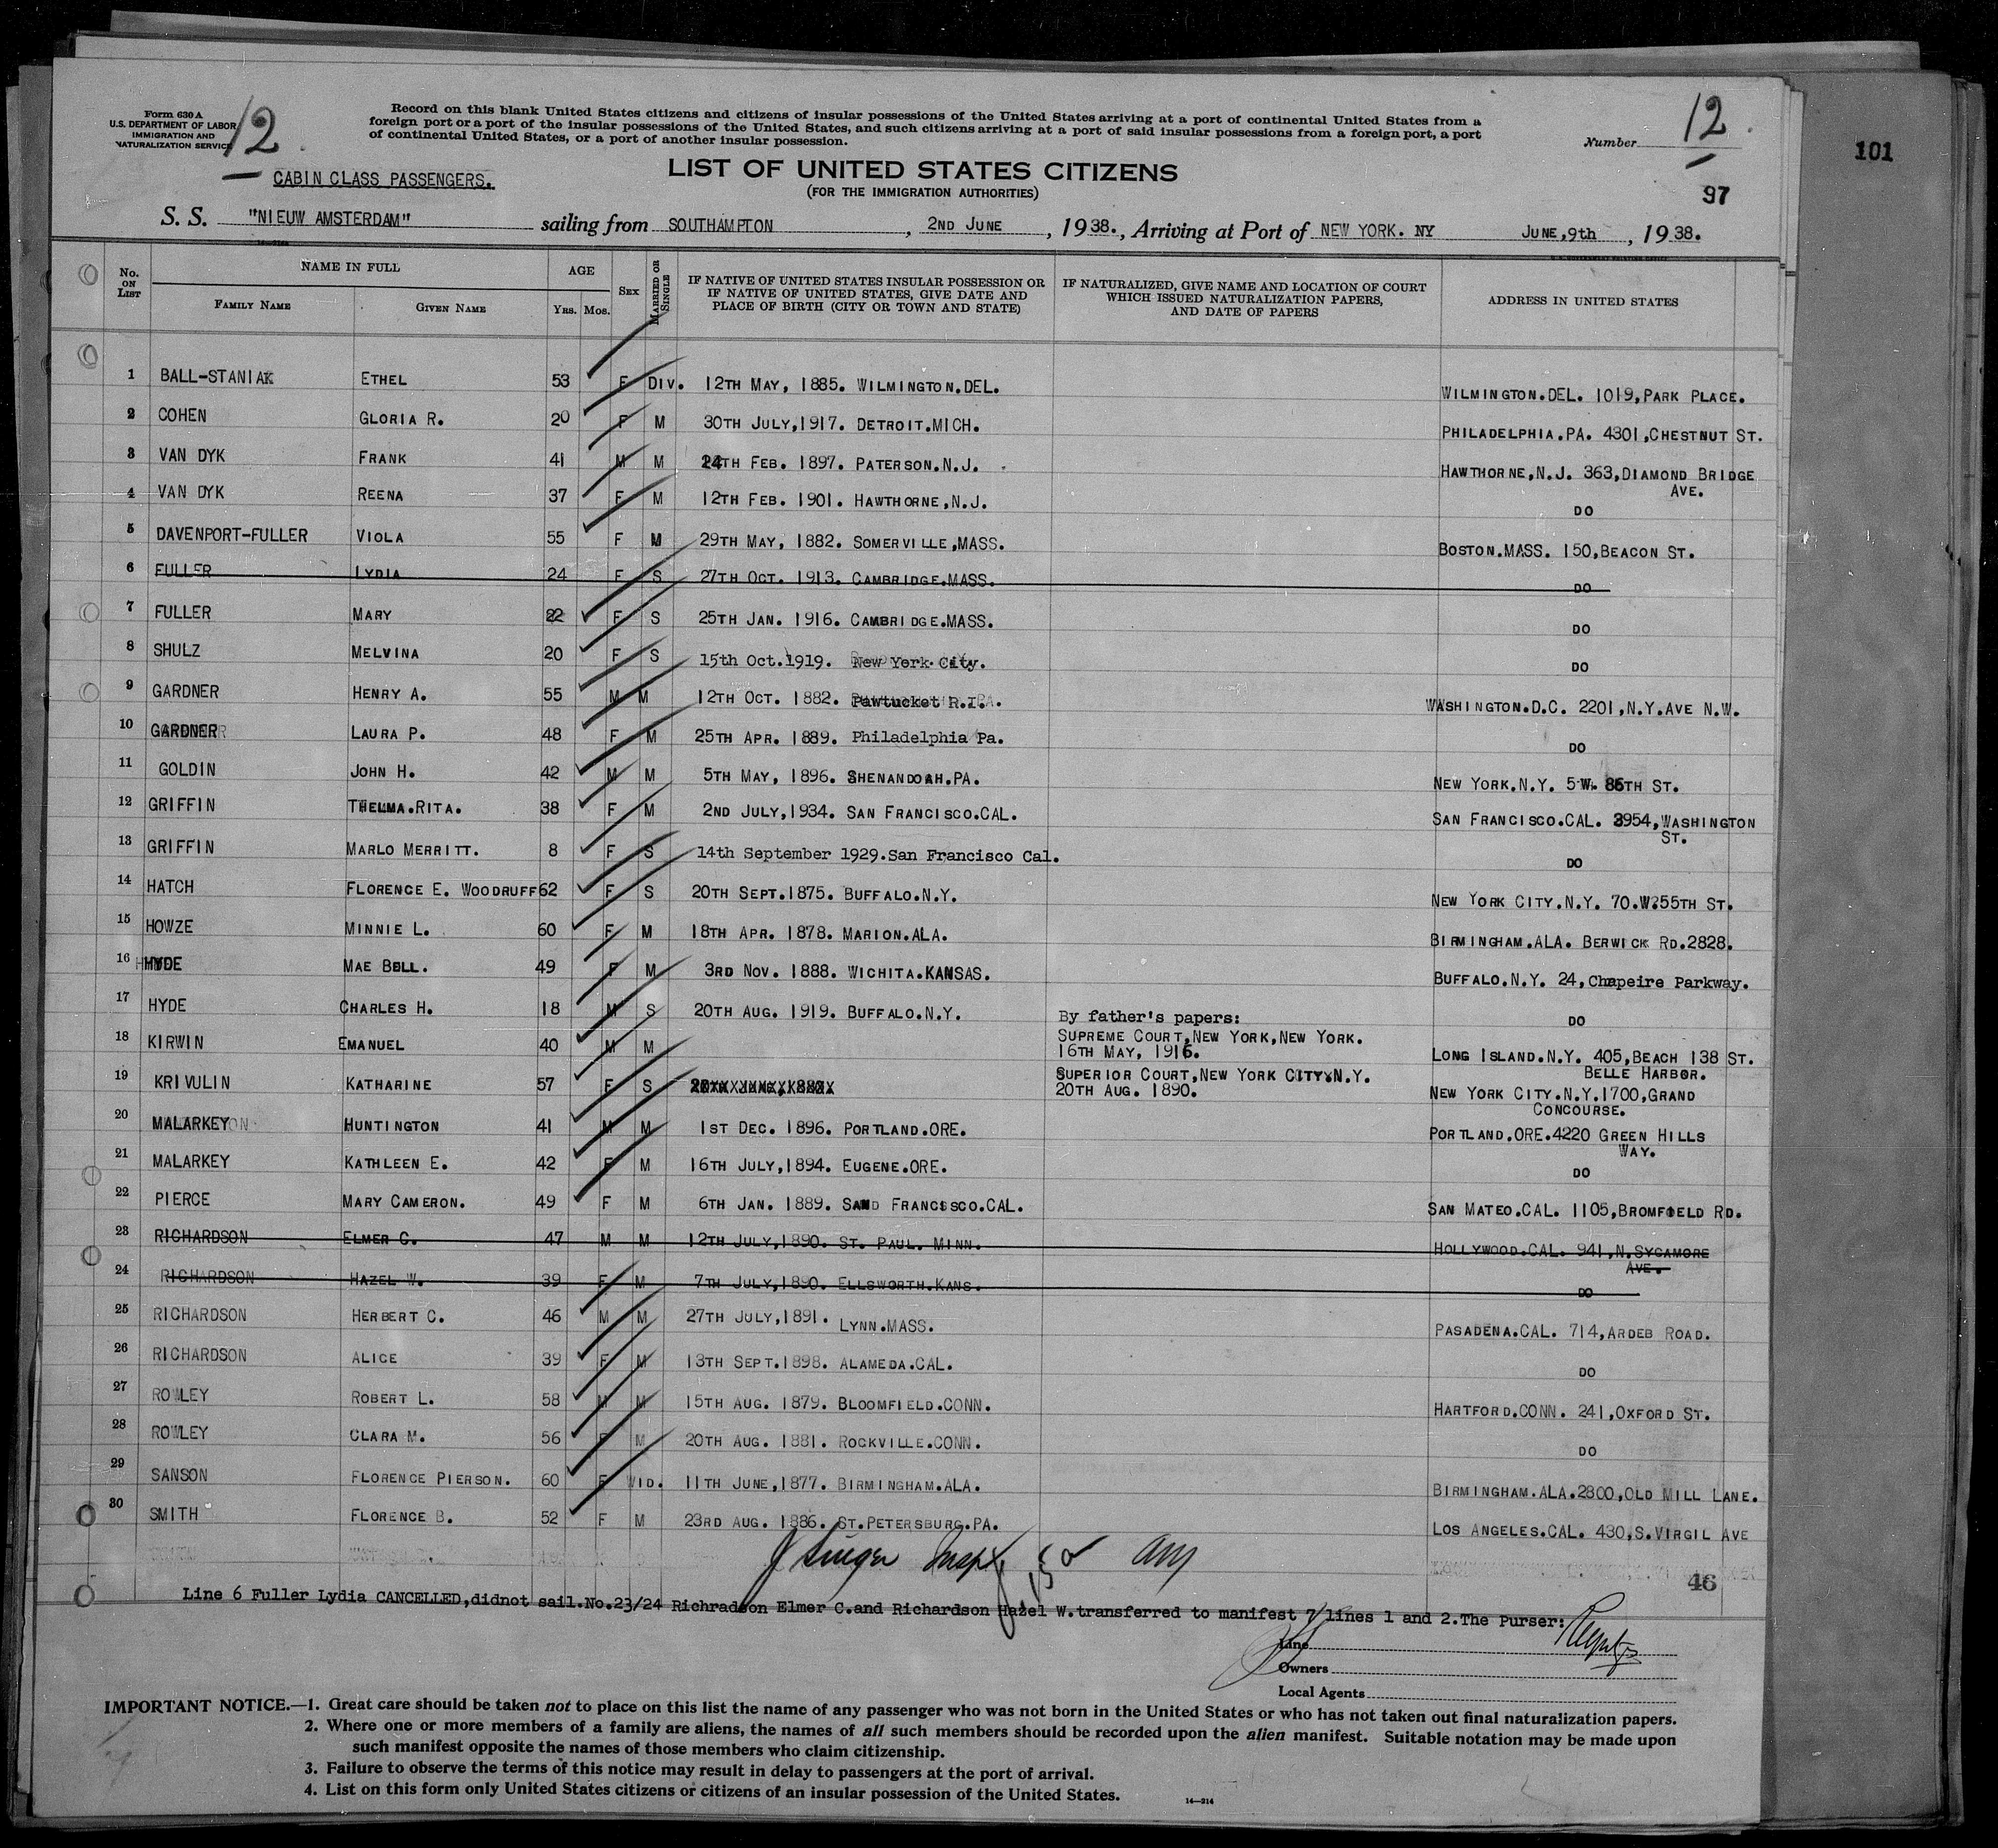 Form 630 A
U.S. DEPARTMENT OF LABOR
IMMIGRATION AND
NATURALIZATION SERVICE
12
Record on this blank United States citizens and citizens of insular possessions of the United States arriving at a port of continental United States from a
foreign port or a port of the insular possessions of the United States, and such citizens arriving at a port of said insular possessions from a foreign port, a port
of continental United States, or a port of another insular possession.
Number 12
101
CABIN CLASS PASSENGERS.
LIST OF UNITED STATES CITIZENS
(FOR THE IMMIGRATION AUTHORITIES)
97
S. S. "NIEUW AMSTERDAM" sailing from SOUTHAMPTON, 2ND JUNE, 1938., Arriving at Port of NEW YORK. NY JUNE,9th, 1938.
No. ON LIST
NAME IN FULL
FAMILY NAME
GIVEN NAME
AGE
YRS. MOS.
SEX
MARRIED OR SINGLE
IF NATIVE OF UNITED STATES INSULAR POSSESSION OR
IF NATIVE OF UNITED STATES, GIVE DATE AND
PLACE OF BIRTH (CITY OR TOWN AND STATE)
IF NATURALIZED, GIVE NAME AND LOCATION OF COURT
WHICH ISSUED NATURALIZATION PAPERS,
AND DATE OF PAPERS
ADDRESS IN UNITED STATES
1 BALL-STANIAK ETHEL 53 F DIV. 12TH MAY, 1885. WILMINGTON.DEL. WILMINGTON.DEL. 1019,PARK PLACE.
2 COHEN GLORIA R. 20 F M 30TH JULY,1917. DETROIT.MICH. PHILADELPHIA.PA. 4301,CHESTNUT ST.
3 VAN DYK FRANK 41 M M 24TH FEB. 1897. PATERSON.N.J. HAWTHORNE,N.J. 363,DIAMOND BRIDGE
AVE.
4 VAN DYK REENA 37 F M 12TH FEB. 1901. HAWTHORNE,N.J. DO
5 DAVENPORT-FULLER VIOLA 55 F M 29TH MAY, 1882. SOMERVILLE,MASS. BOSTON.MASS. 150,BEACON ST.
6 FULLER LYDIA 24 F S 27TH OCT. 1913. CAMBRIDGE.MASS. DO
7 FULLER MARY 22 F S 25TH JAN. 1916. CAMBRIDGE.MASS. DO
8 SHULZ MELVINA 20 F S 15th Oct.1919. New York City. DO
9 GARDNER HENRY A. 55 M M 12TH OCT. 1882. Pawtucket R.I. WASHINGTON.D.C. 2201,N.Y.AVE N.W.
10 GARDNER LAURA P. 48 F M 25TH APR. 1889. Philadelphia Pa. DO
11 GOLDIN JOHN H. 42 M M 5TH MAY, 1896. SHENANDOAH.PA. NEW YORK.N.Y. 5 W. 86TH ST.
12 GRIFFIN THELMA.RITA. 38 F M 2ND JULY,1934. SAN FRANCISCO.CAL. SAN FRANCISCO.CAL. 3954,WASHINGTON
ST.
13 GRIFFIN MARLO MERRITT. 8 F S 14th September 1929.San Francisco Cal. DO
14 HATCH FLORENCE E. WOODRUFF 62 F S 20TH SEPT.1875. BUFFALO.N.Y. NEW YORK CITY.N.Y. 70.W.55TH ST.
15 HOWZE MINNIE L. 60 F M 18TH APR. 1878. MARION.ALA. BIRMINGHAM.ALA. BERWICK RD.2828.
16 HYDE MAE BELL. 49 F M 3RD NOV. 1888. WICHITA.KANSAS. BUFFALO.N.Y. 24,Chapeire Parkway.
17 HYDE CHARLES H. 18 M S 20TH AUG. 1919. BUFFALO.N.Y. DO
By father's papers:
18 KIRWIN EMANUEL 40 M M SUPREME COURT,NEW YORK,NEW YORK.
16TH MAY, 1916. LONG ISLAND.N.Y. 405,BEACH 138 ST.
BELLE HARBOR.
19 KRIVULIN KATHARINE 57 F S SUPERIOR COURT,NEW YORK CITY.N.Y.
20TH AUG. 1890. NEW YORK CITY.N.Y.1700,GRAND
CONCOURSE.
20 MALARKEY HUNTINGTON 41 M M 1ST DEC. 1896. PORTLAND.ORE. PORTLAND.ORE.4220 GREEN HILLS
WAY.
21 MALARKEY KATHLEEN E. 42 F M 16TH JULY,1894. EUGENE.ORE. DO
22 PIERCE MARY CAMERON. 49 F M 6TH JAN. 1889. SAND FRANCSSCO.CAL. SAN MATEO.CAL. 1105,BROMFIELD RD.
23 RICHARDSON ELMER C. 47 M M 12TH JULY,1890. ST. PAUL. MINN. HOLLYWOOD.CAL. 941,N.SYCAMORE
AVE.
24 RICHARDSON HAZEL W. 39 F M 7TH JULY,1890. ELLSWORTH.KANS. DO
25 RICHARDSON HERBERT C. 46 M M 27TH JULY,1891. LYNN.MASS. PASADENA.CAL. 714,ARDEB ROAD.
26 RICHARDSON ALICE 39 F M 13TH SEPT.1898. ALAMEDA.CAL. DO
27 ROWLEY ROBERT L. 58 M M 15TH AUG. 1879. BLOOMFIELD.CONN. HARTFORD.CONN. 241,OXFORD ST.
28 ROWLEY CLARA M. 56 F M 20TH AUG. 1881. ROCKVILLE.CONN. DO
29 SANSON FLORENCE PIERSON. 60 F WID. 11TH JUNE,1877. BIRMINGHAM.ALA. BIRMINGHAM.ALA.2800,OLD MILL LANE.
30 SMITH FLORENCE B. 52 F M 23RD AUG. 1886. ST.PETERSBURG.PA. LOS ANGELES.CAL. 430,S.VIRGIL AVE
46
Line 6 Fuller Lydia CANCELLED,didnot sail.No.23/24 Richradson Elmer C.and Richardson Hazel W.transferred to manifest 7 lines 1 and 2.The Purser:
Line
Owners
Local Agents
IMPORTANT NOTICE.—1. Great care should be taken not to place on this list the name of any passenger who was not born in the United States or who has not taken out final naturalization papers.
2. Where one or more members of a family are aliens, the names of all such members should be recorded upon the alien manifest. Suitable notation may be made upon
such manifest opposite the names of those members who claim citizenship.
3. Failure to observe the terms of this notice may result in delay to passengers at the port of arrival.
4. List on this form only United States citizens or citizens of an insular possession of the United States.
14—214